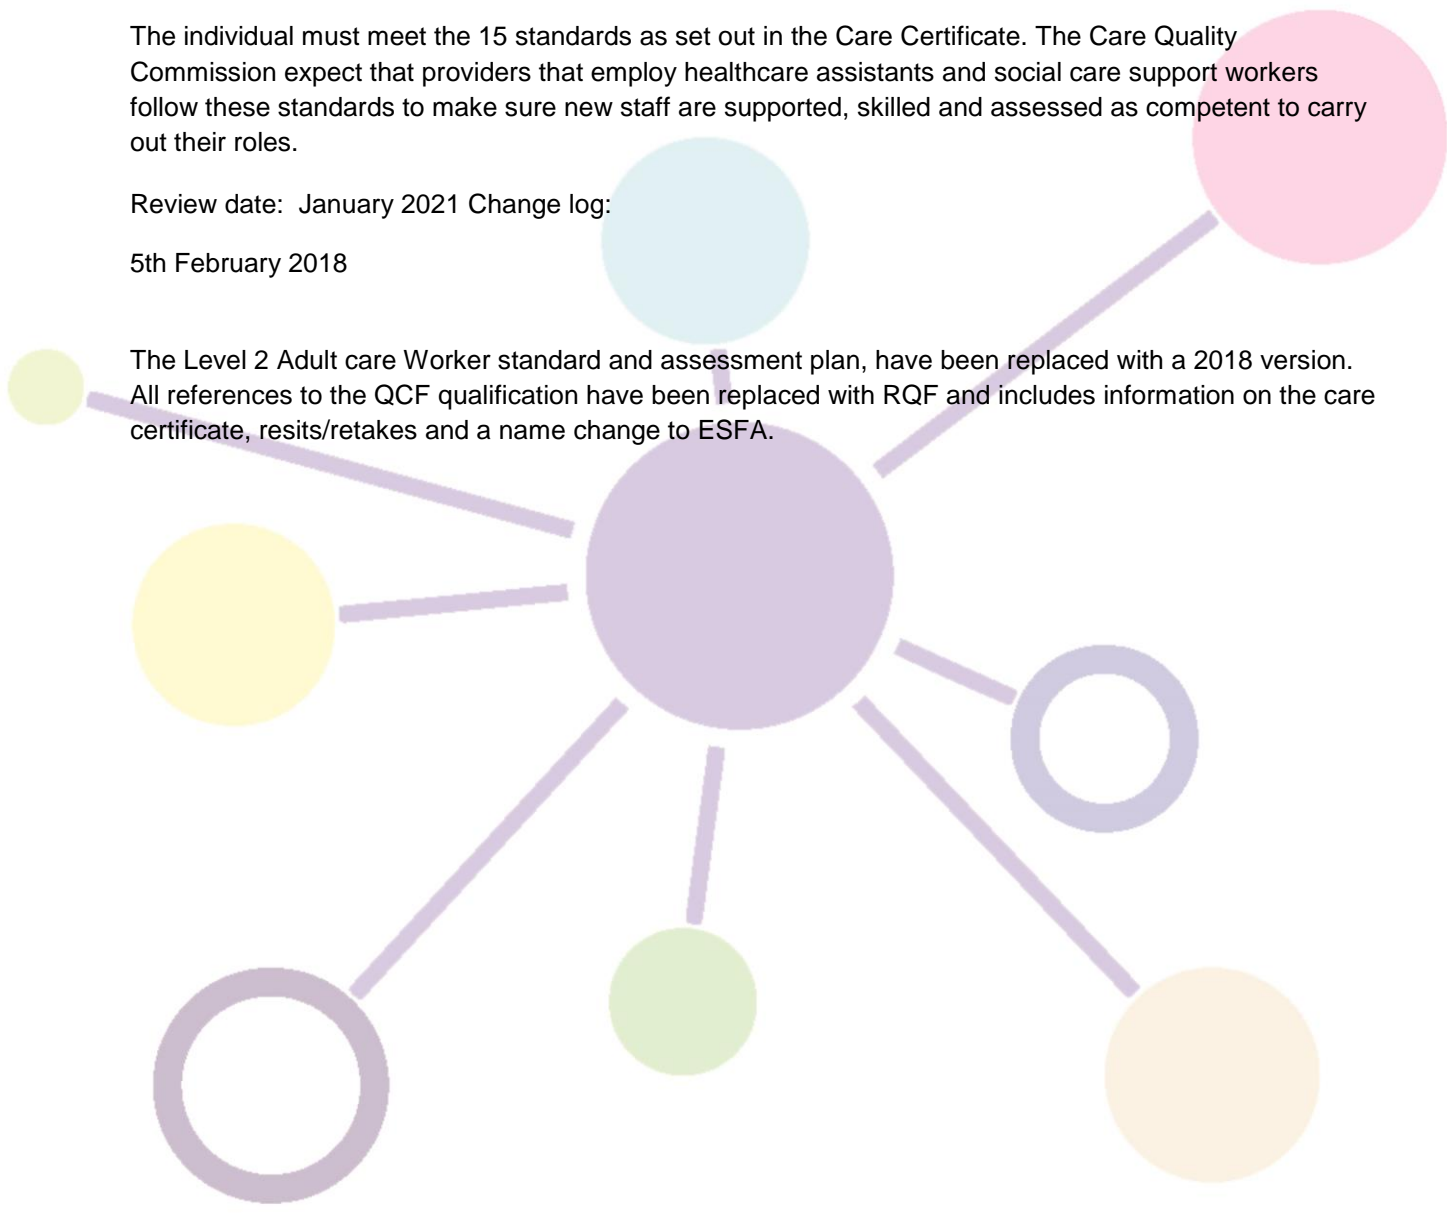 The individual must meet the 15 standards as set out in the Care Certificate. The Care Quality
Commission expect that providers that employ healthcare assistants and social care support workers
follow these standards to make sure new staff are supported, skilled and assessed as competent to carry
out their roles.
Review date:  January 2021 Change log:
5th February 2018
The Level 2 Adult care Worker standard and assessment plan, have been replaced with a 2018 version.
All references to the QCF qualification have been replaced with RQF and includes information on the care
certificate, resits/retakes and a name change to ESFA.